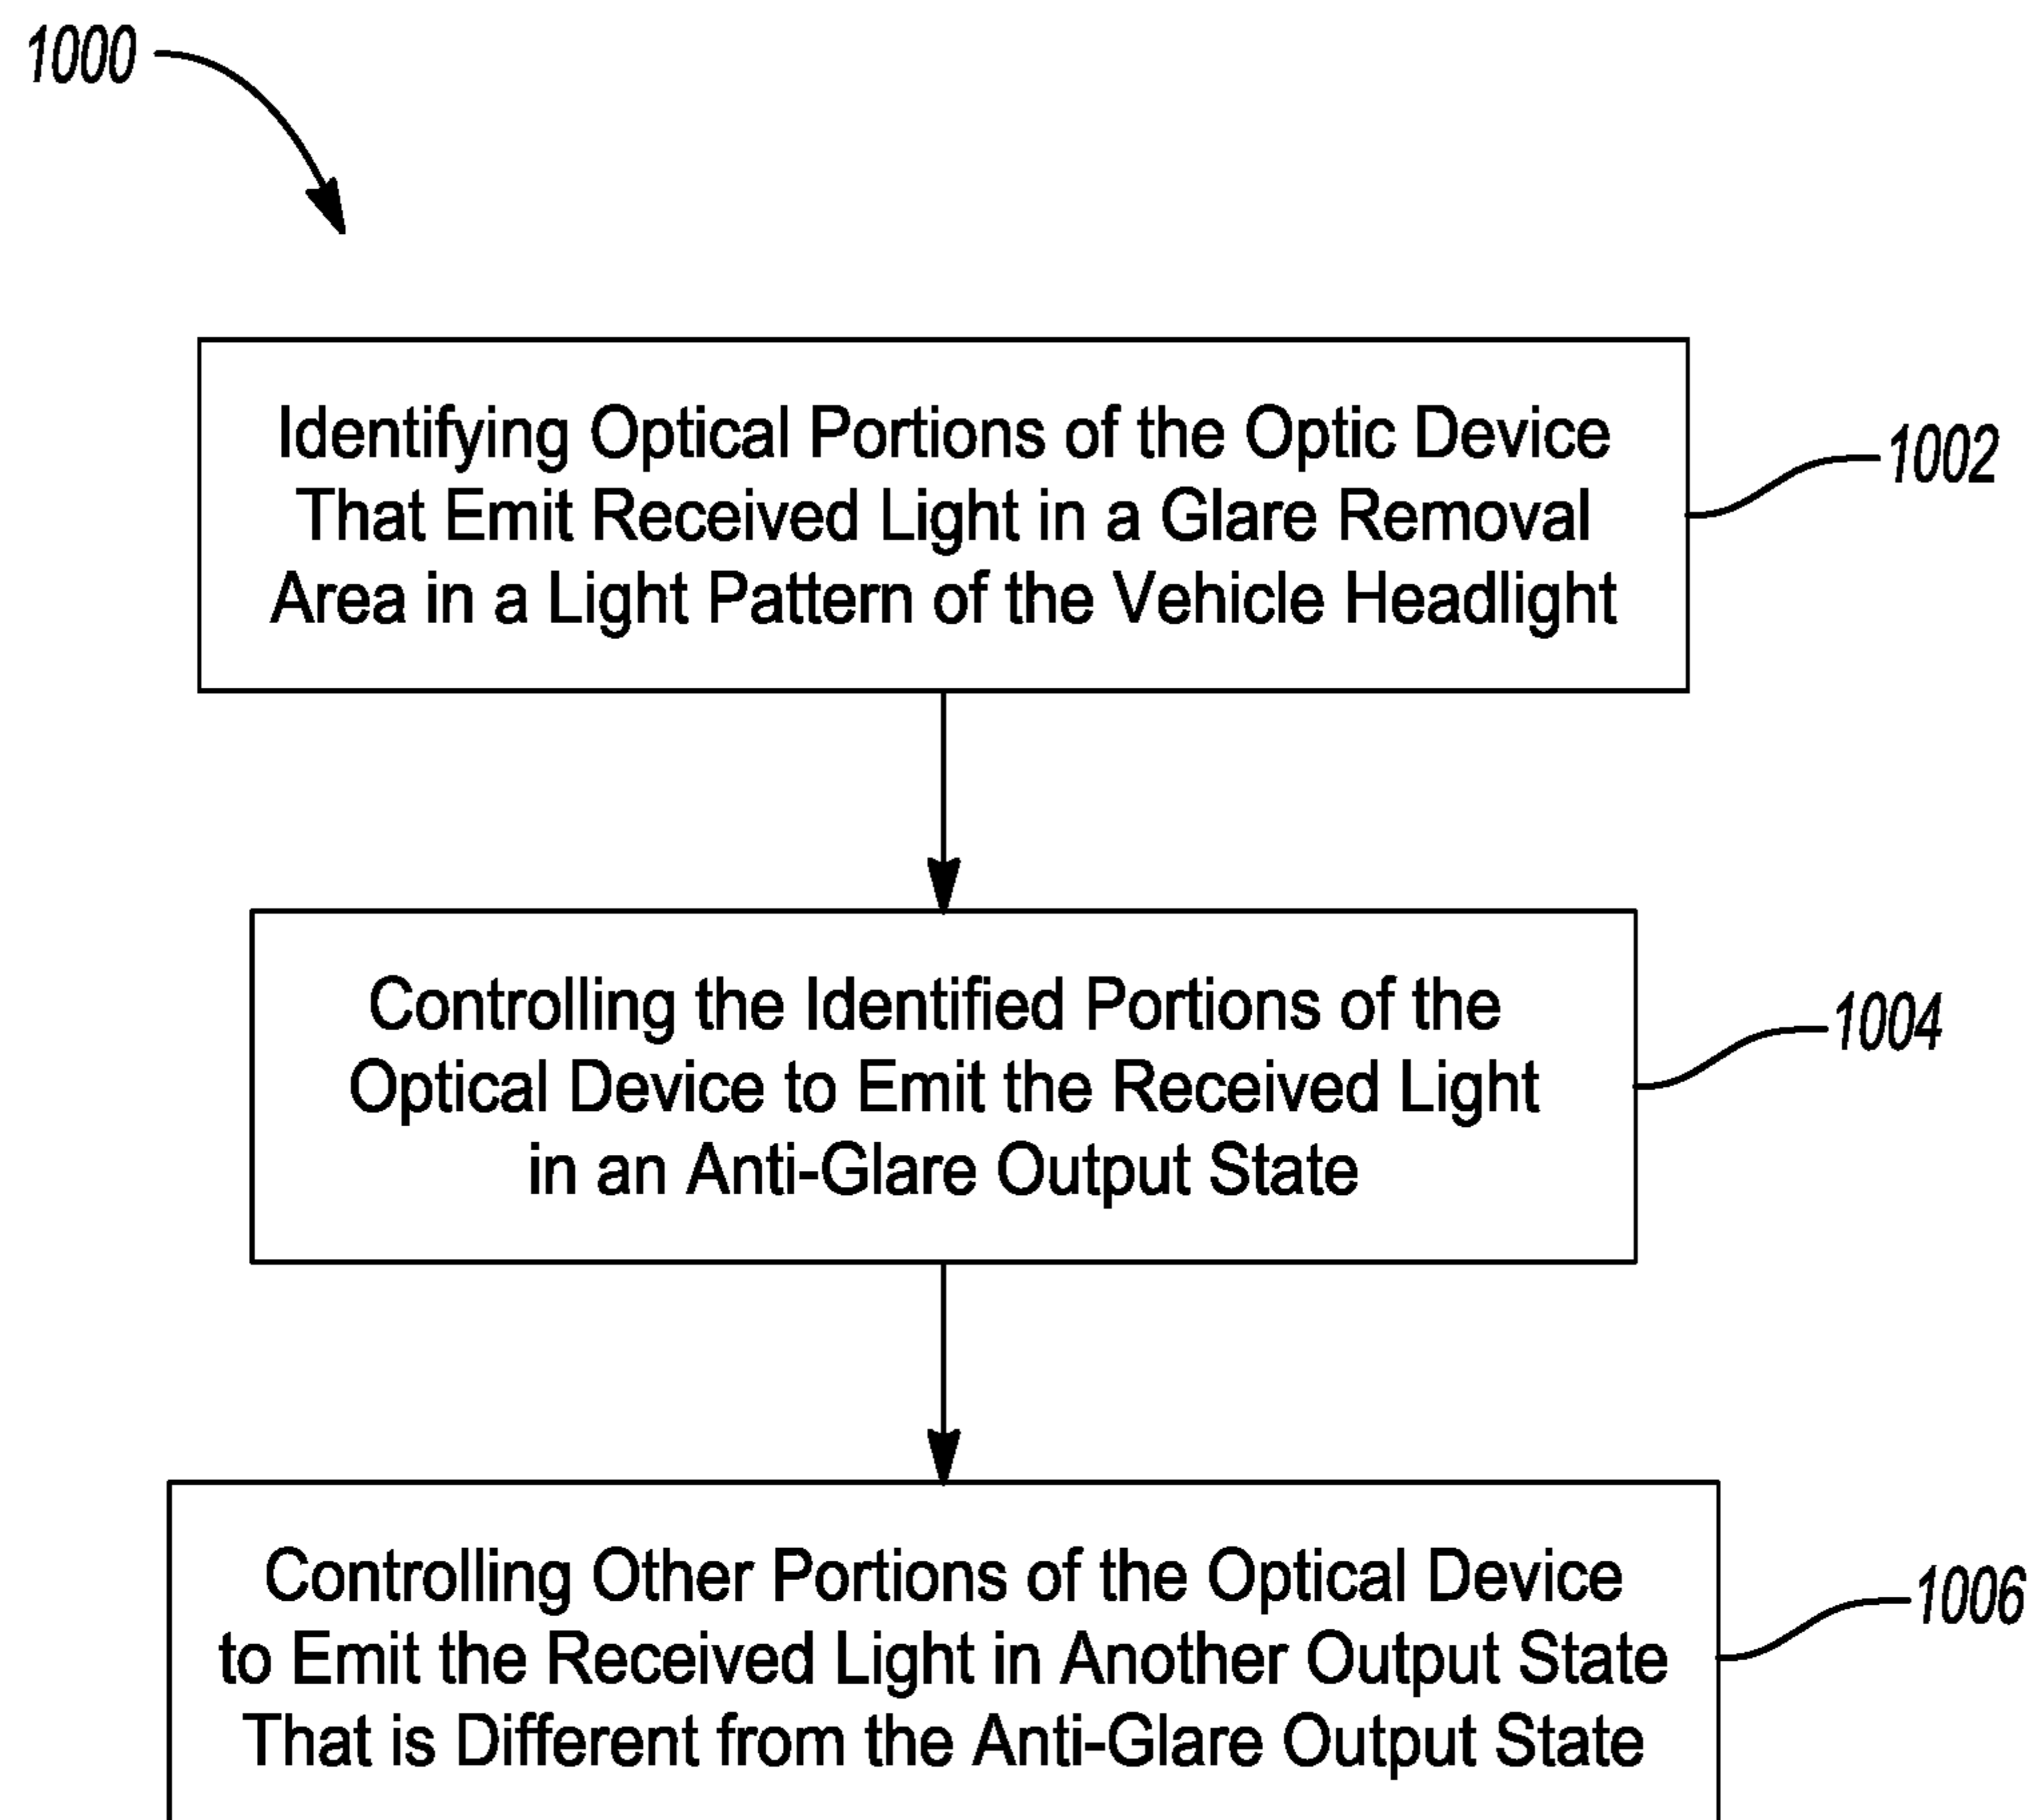 1000
Identifying Optical Portions of the Optic Device
That Emit Received Light in a Glare Removal
Area in a Light Pattern of the Vehicle Headlight
1002
Controlling the Identified Portions of the
Optical Device to Emit the Received Light
in an Anti-Glare Output State
1004
Controlling Other Portions of the Optical Device
to Emit the Received Light in Another Output State
That is Different from the Anti-Glare Output State
1006